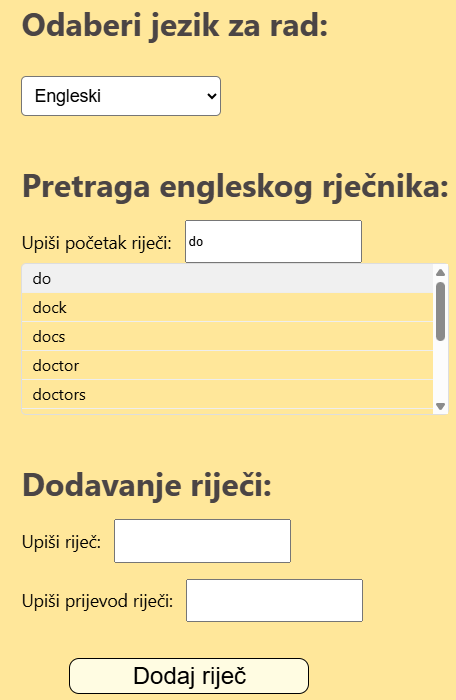 Odaberi jezik za rad:
Engleski
Pretraga engleskog rječnika:
Upiši početak riječi: do
do
dock
docs
doctor
doctors
Dodavanje riječi:
Upiši riječ:
Upiši prijevod riječi:
Dodaj riječ